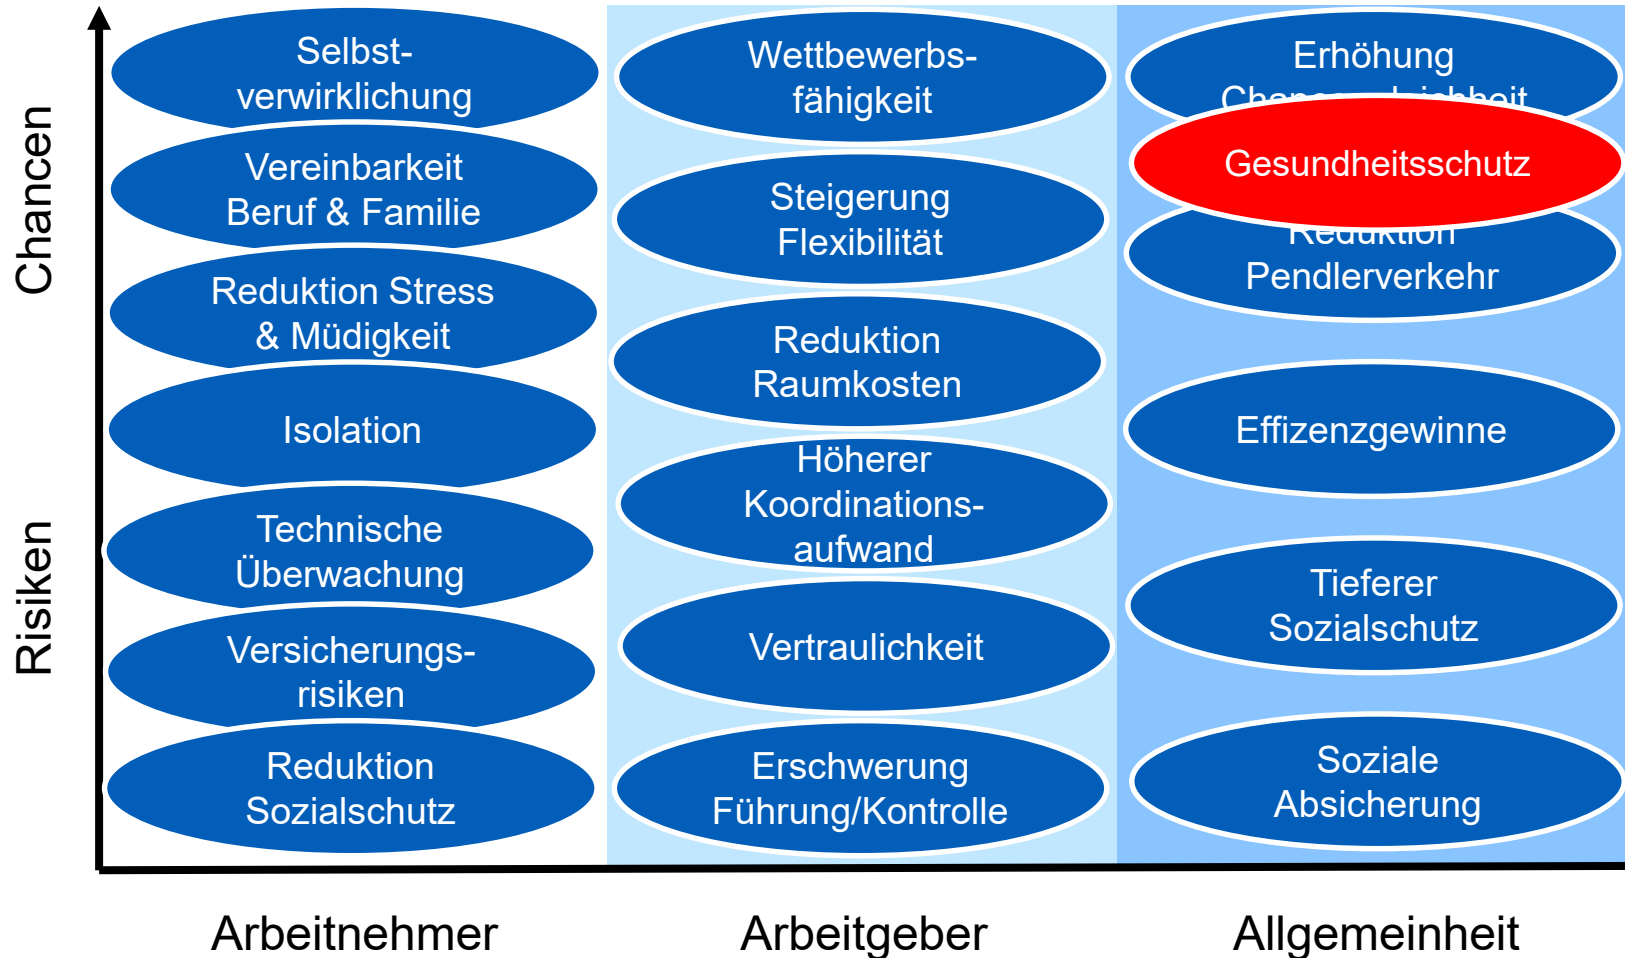 Chancen
Risiken
Selbst-
verwirklichung
Vereinbarkeit
Beruf & Familie
Reduktion Stress
& Müdigkeit
Isolation
Technische
Überwachung
Versicherungs-
risiken
Reduktion
Sozialschutz
Wettbewerbs-
fähigkeit
Steigerung
Flexibilität
Reduktion
Raumkosten
Höherer
Koordinations-
aufwand
Vertraulichkeit
Erschwerung
Führung/Kontrolle
Erhöhung
Chancengleichheit
Gesundheitsschutz
Reduktion
Pendlerverkehr
Effizenzgewinne
Tieferer
Sozialschutz
Soziale
Absicherung
Arbeitnehmer
Arbeitgeber
Allgemeinheit